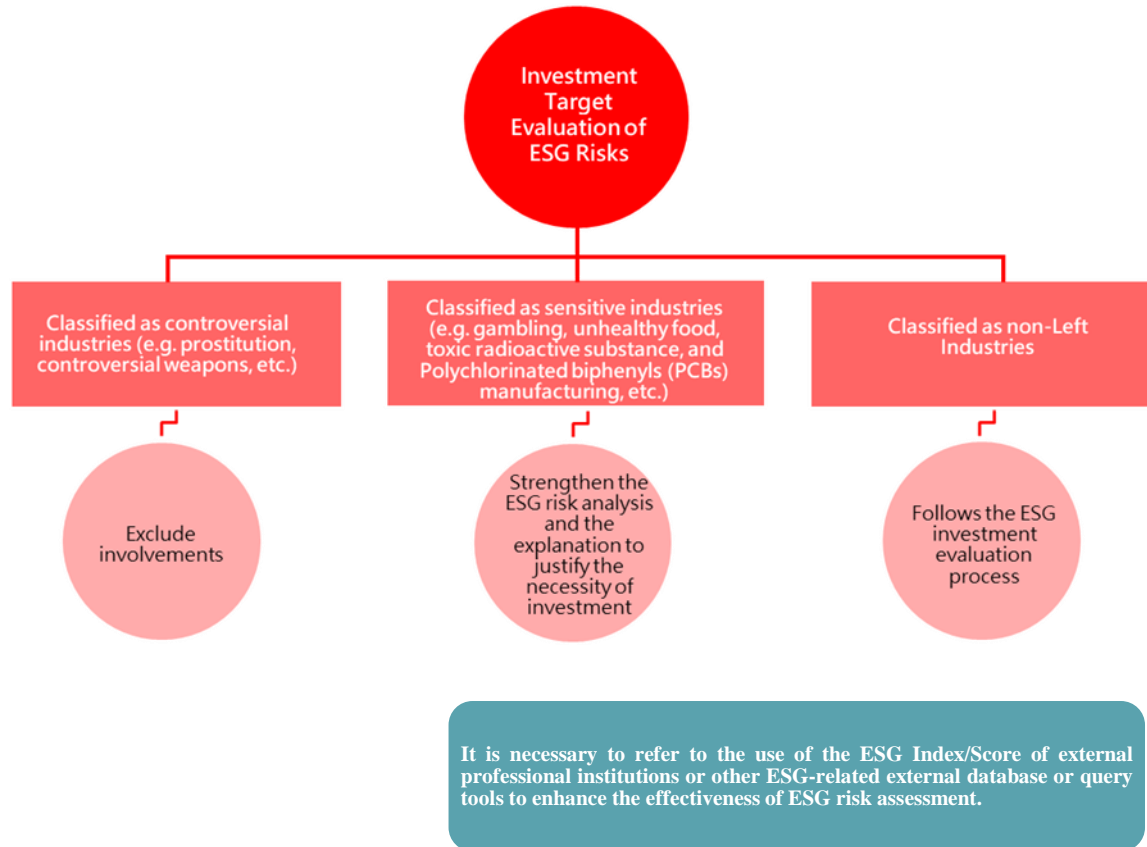 Investment
Target
Evaluation of
ESG Risks
Classified as controversial
industries (e.g. prostitution,
controversial weapons, etc.)
Classified as sensitive industries
(e.g. gambling, unhealthy food,
toxic radioactive substance, and
Polychlorinated biphenyls (PCBs)
manufacturing, etc.)
Classified as non-Left
Industries
Exclude
involvements
Strengthen the
ESG risk analysis
and the
explanation to
justify the
necessity of
investment
Follows the ESG
investment
evaluation
process
It is necessary to refer to the use of the ESG Index/Score of external
professional institutions or other ESG-related external database or query
tools to enhance the effectiveness of ESG risk assessment.